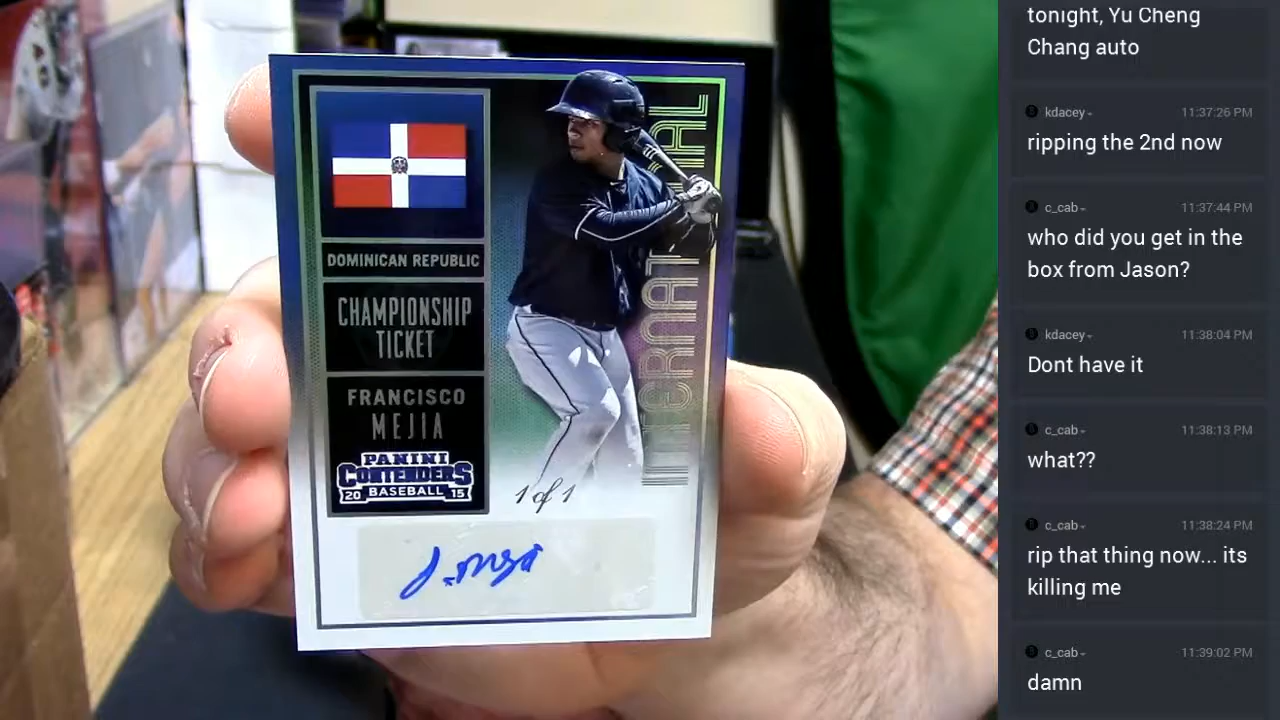 DOMINICAN REPUBLIC
CHAMPIONSHIP
TICKET
FRANCISCO
MEJIA
PANINI
CONTENDERS
20 BASEBALL 15
INTERNATIONAL
1 of 1
tonight, Yu Cheng
Chang auto
kdacey 11:37:26 PM
ripping the 2nd now
c_cab 11:37:44 PM
who did you get in the
box from Jason?
kdacey 11:38:04 PM
Dont have it
c_cab 11:38:13 PM
what??
c_cab 11:38:24 PM
rip that thing now... its
killing me
c_cab 11:39:02 PM
damn